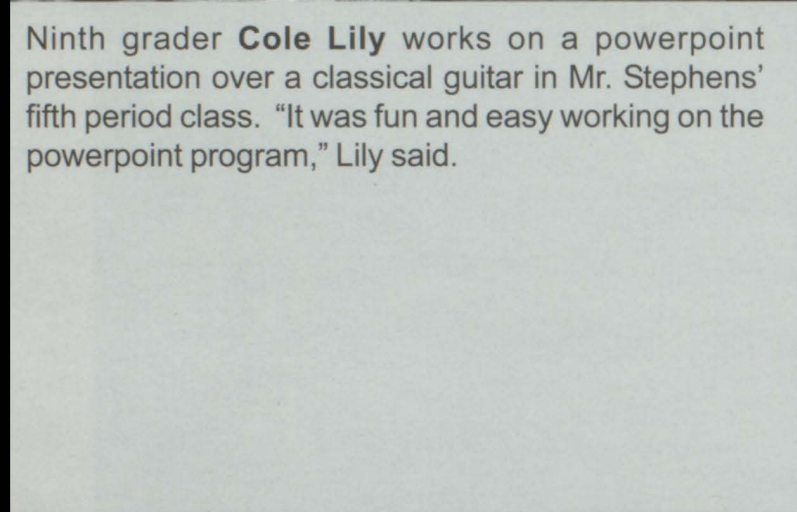 Ninth grader Cole Lily works on a powerpoint
presentation over a classical guitar in Mr. Stephens’
fifth period class. “It was fun and easy working on the
powerpoint program,” Lily said.